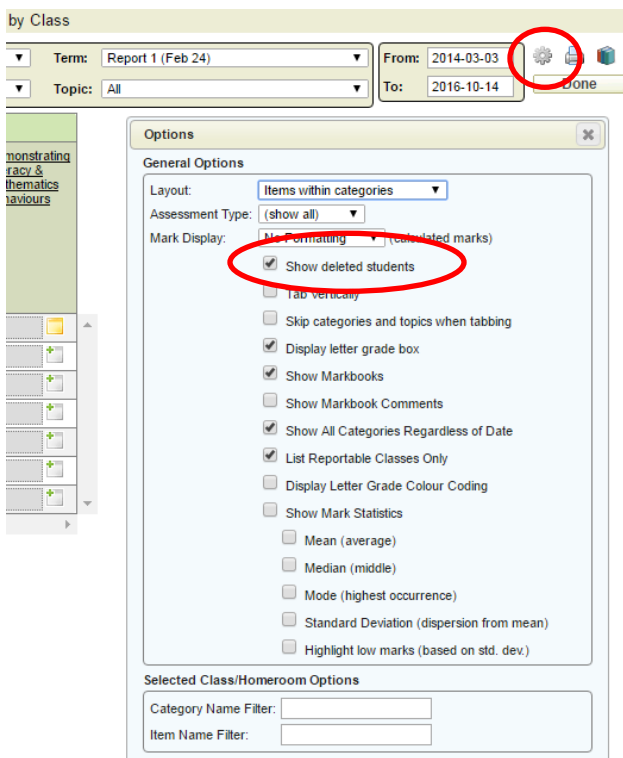 by Class
Term: Report 1 (Feb 24) From: 2014-03-03
Topic: All To: 2016-10-14 Done
monstrating
eracy &
thematics
haviours
Options
General Options
Layout: Items within categories
Assessment Type: (show all)
Mark Display: No Formatting (calculated marks)
Show deleted students
Tab Vertically
Skip categories and topics when tabbing
Display letter grade box
Show Markbooks
Show Markbook Comments
Show All Categories Regardless of Date
List Reportable Classes Only
Display Letter Grade Colour Coding
Show Mark Statistics
Mean (average)
Median (middle)
Mode (highest occurrence)
Standard Deviation (dispersion from mean)
Highlight low marks (based on std. dev.)
Selected Class/Homeroom Options
Category Name Filter:
Item Name Filter: